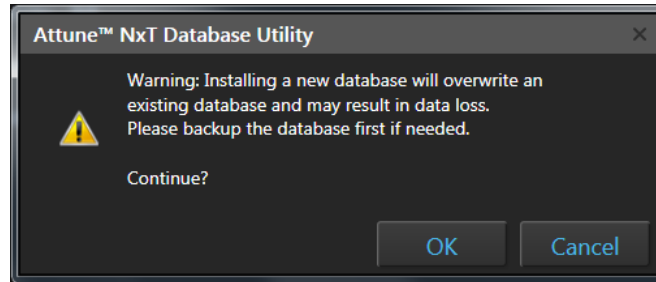 Attune™ NxT Database Utility
Warning: Installing a new database will overwrite an
existing database and may result in data loss.
Please backup the database first if needed.
Continue?
OK
Cancel